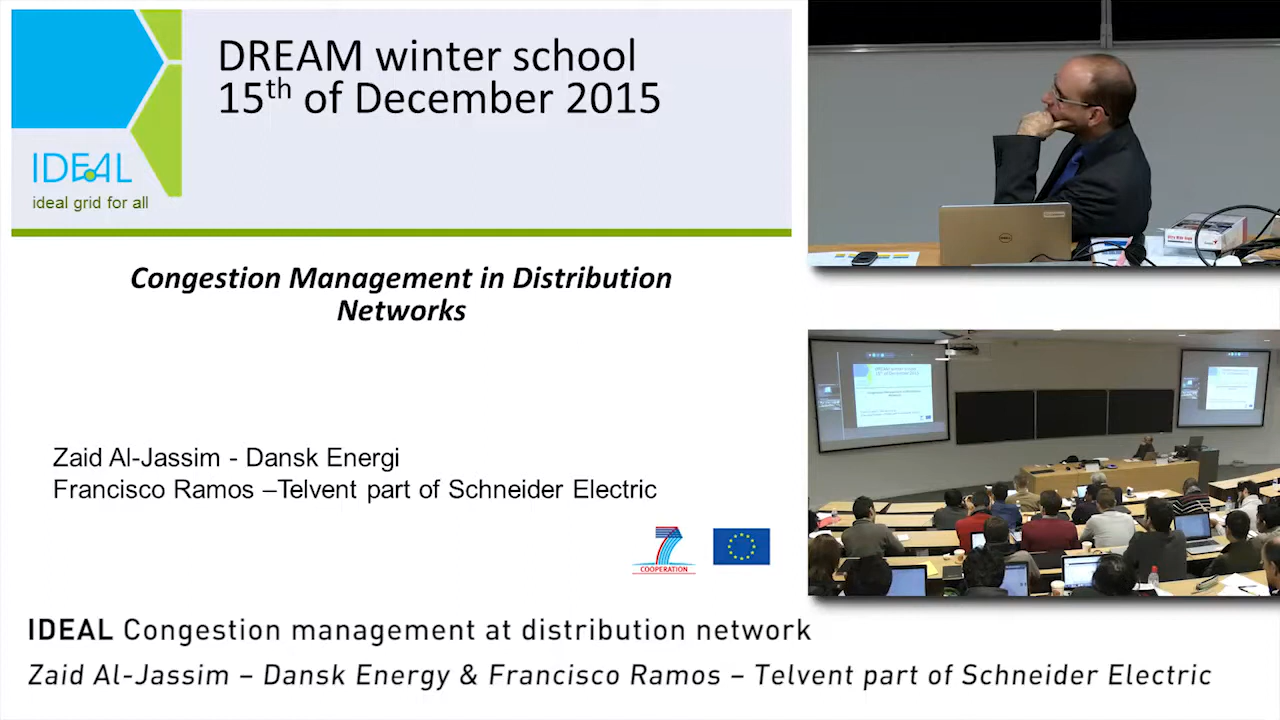 DREAM winter school
15th of December 2015
IDEAL
ideal grid for all
Congestion Management in Distribution
Networks
Zaid Al-Jassim - Dansk Energi
Francisco Ramos –Telvent part of Schneider Electric
7
COOPERATION
IDEAL Congestion management at distribution network
Zaid Al-Jassim – Dansk Energy & Francisco Ramos – Telvent part of Schneider Electric
DELL